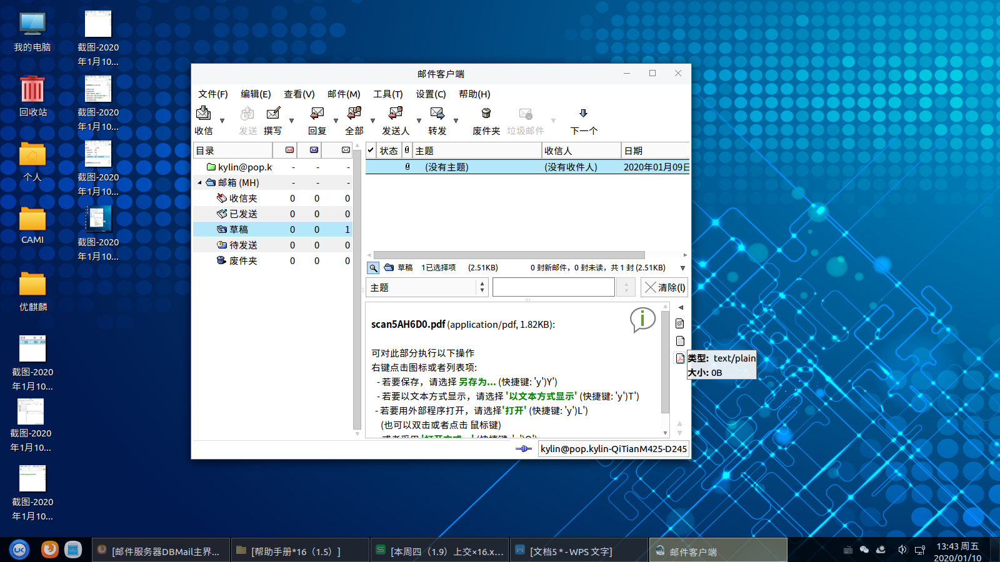 我的电脑
回收站
个人
CAMI
优麒麟
截图-2020
年1月10...
截图-2020
年1月10...
截图-2020
年1月10...
截图-2020
年1月10...
截图-2020
年1月10...
截图-2020
年1月10...
截图-2020
年1月10...
邮件客户端
文件(F) 编辑(E) 查看(V) 邮件(M) 工具(T) 设置(C) 帮助(H)
收信 发送 撰写 回复 全部 发送人 转发 废件夹 垃圾邮件 下一个
目录
kylin@pop.ky - - -
邮箱 (MH) - - -
收信夹 0 0 0
已发送 0 0 0
草稿 0 0 1
待发送 0 0 0
废件夹 0 0 0
状态 主题 收信人 日期
(没有主题) (没有收件人) 2020年01月09日
草稿 1已选择项 (2.51KB) 0 封新邮件，0 封未读，共 1 封 (2.51KB)
主题 清除(I)
scan5AH6D0.pdf (application/pdf, 1.82KB):
可对此部分执行以下操作
右键点击图标或者列表项:
- 若要保存，请选择 另存为... (快捷键: 'y')Y')
- 若要以文本方式显示，请选择 '以文本方式显示' (快捷键: 'y')T')
- 若要用外部程序打开，请选择'打开' (快捷键: 'y')L')
(也可以双击或者点击 鼠标键)
类型: text/plain
大小: 0B
kylin@pop.kylin-QiTianM425-D245
UK
[邮件服务器DBMail主界...
[帮助手册*16（1.5）]
[本周四（1.9）上交×16.x...
[文档5 * - WPS 文字]
邮件客户端
13:43 周五
2020/01/10